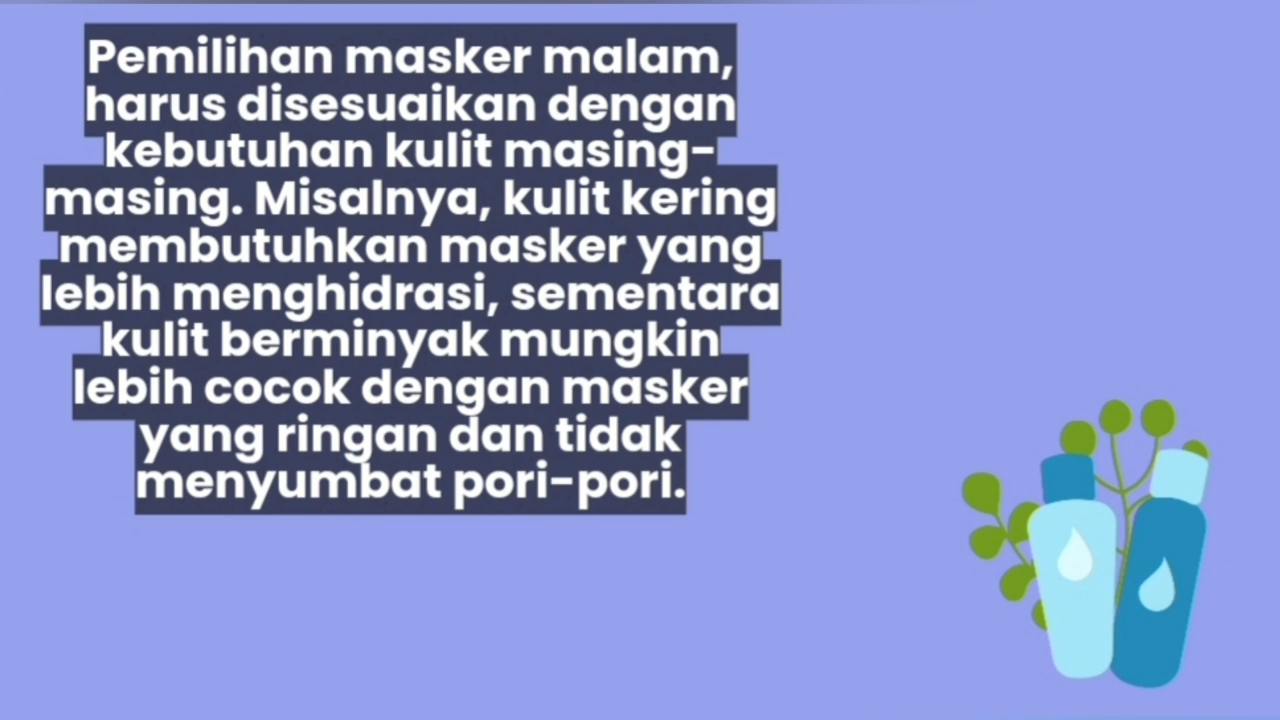 Pemilihan masker malam,
harus disesuaikan dengan
kebutuhan kulit masing-
masing. Misalnya, kulit kering
membutuhkan masker yang
lebih menghidrasi, sementara
kulit berminyak mungkin
lebih cocok dengan masker
yang ringan dan tidak
menyumbat pori-pori.